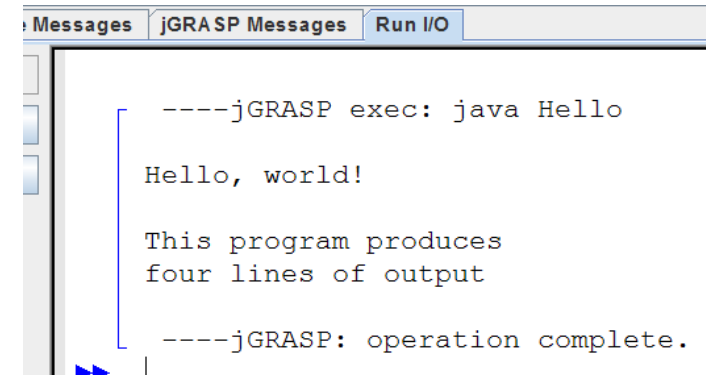 Messages jGRASP Messages Run I/O
----jGRASP exec: java Hello
Hello, world!
This program produces
four lines of output
----jGRASP: operation complete.